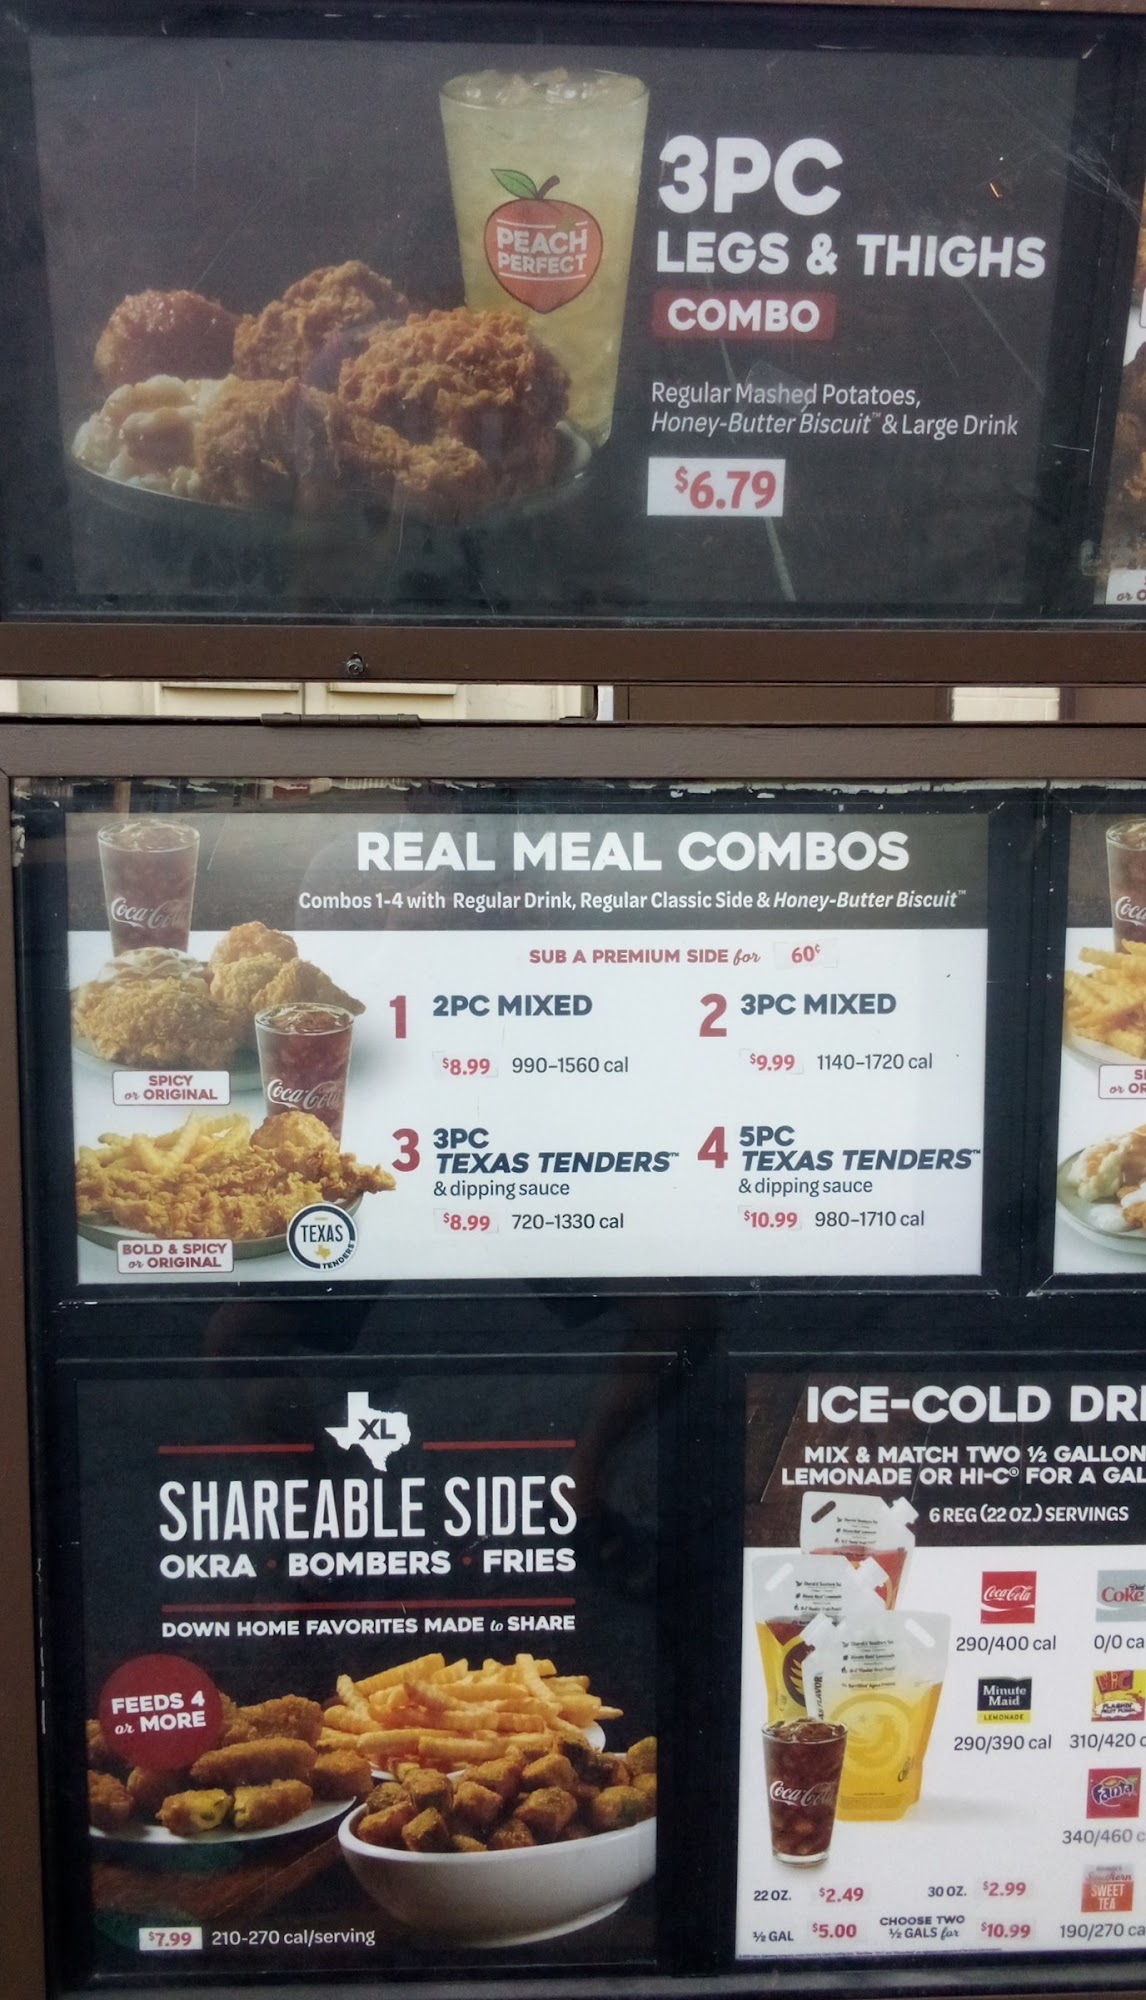 PEACH
PERFECT
3PC
LEGS & THIGHS
COMBO
Regular Mashed Potatoes,
Honey-Butter Biscuit™ & Large Drink
$6.79
REAL MEAL COMBOS
Combos 1-4 with Regular Drink, Regular Classic Side & Honey-Butter Biscuit™
SUB A PREMIUM SIDE for 60¢
Coca-Cola
SPICY
or ORIGINAL
1 2PC MIXED
$8.99 990-1560 cal
2 3PC MIXED
$9.99 1140-1720 cal
Coca-Cola
BOLD & SPICY
or ORIGINAL
TEXAS
TENDERS
3 3PC
TEXAS TENDERS™
& dipping sauce
$8.99 720-1330 cal
4 5PC
TEXAS TENDERS™
& dipping sauce
$10.99 980-1710 cal
XL
SHAREABLE SIDES
OKRA • BOMBERS • FRIES
DOWN HOME FAVORITES MADE to SHARE
FEEDS 4
or MORE
$7.99 210-270 cal/serving
ICE-COLD DRI
MIX & MATCH TWO ½ GALLON
LEMONADE OR HI-C® FOR A GAL
6 REG (22 OZ.) SERVINGS
Coca-Cola
Coke
290/400 cal 0/0 ca
Minute
Maid
LEMONADE
290/390 cal 310/420 c
Fanta
340/460 c
Coca-Cola
SWEET
TEA
190/270 ca
22 OZ. $2.49 30 OZ. $2.99
½ GAL $5.00 CHOOSE TWO
½ GALS for $10.99